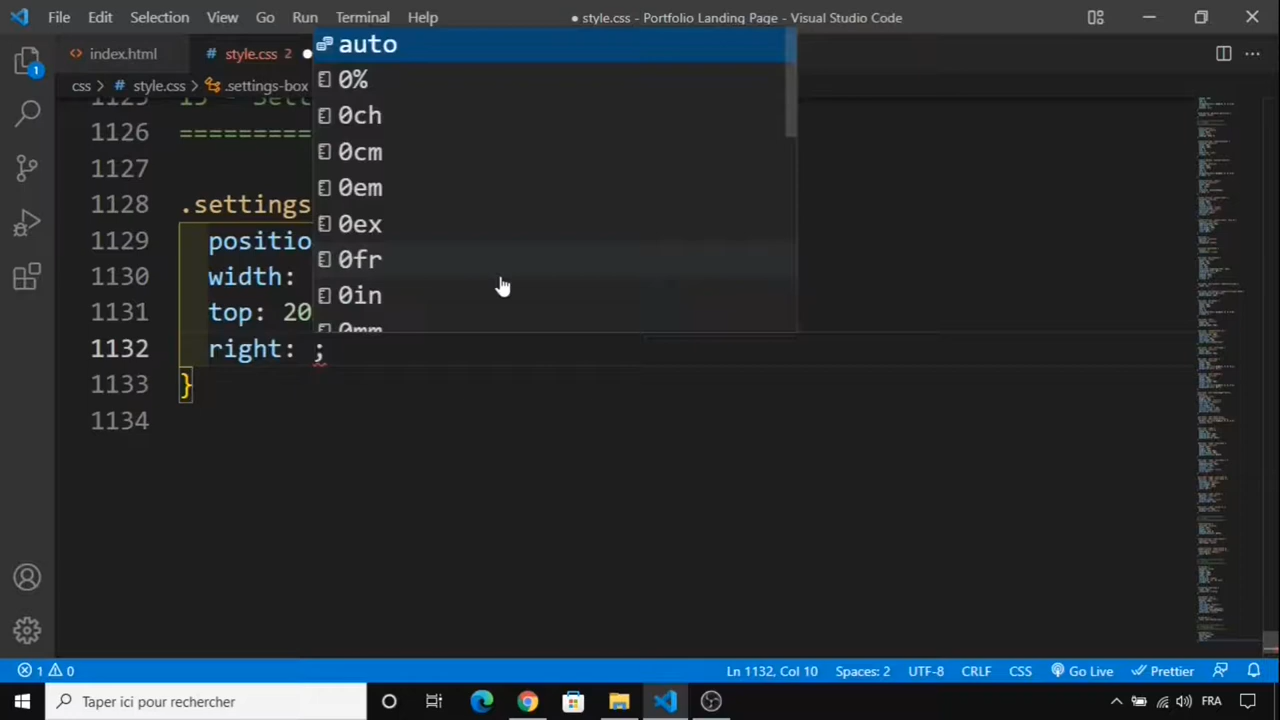 File Edit Selection View Go Run Terminal Help
● style.css - Portfolio Landing Page - Visual Studio Code
index.html
# style.css 2 ●
css > # style.css > .settings-box
auto
0%
0ch
0cm
0em
0ex
0fr
0in
0mm
1126 =========
1127
1128 .settings
1129 positio
1130 width:
1131 top: 20
1132 right: ;
1133 }
1134
1
1 0
Ln 1132, Col 10 Spaces: 2 UTF-8 CRLF CSS Go Live Prettier
Taper ici pour rechercher
FRA